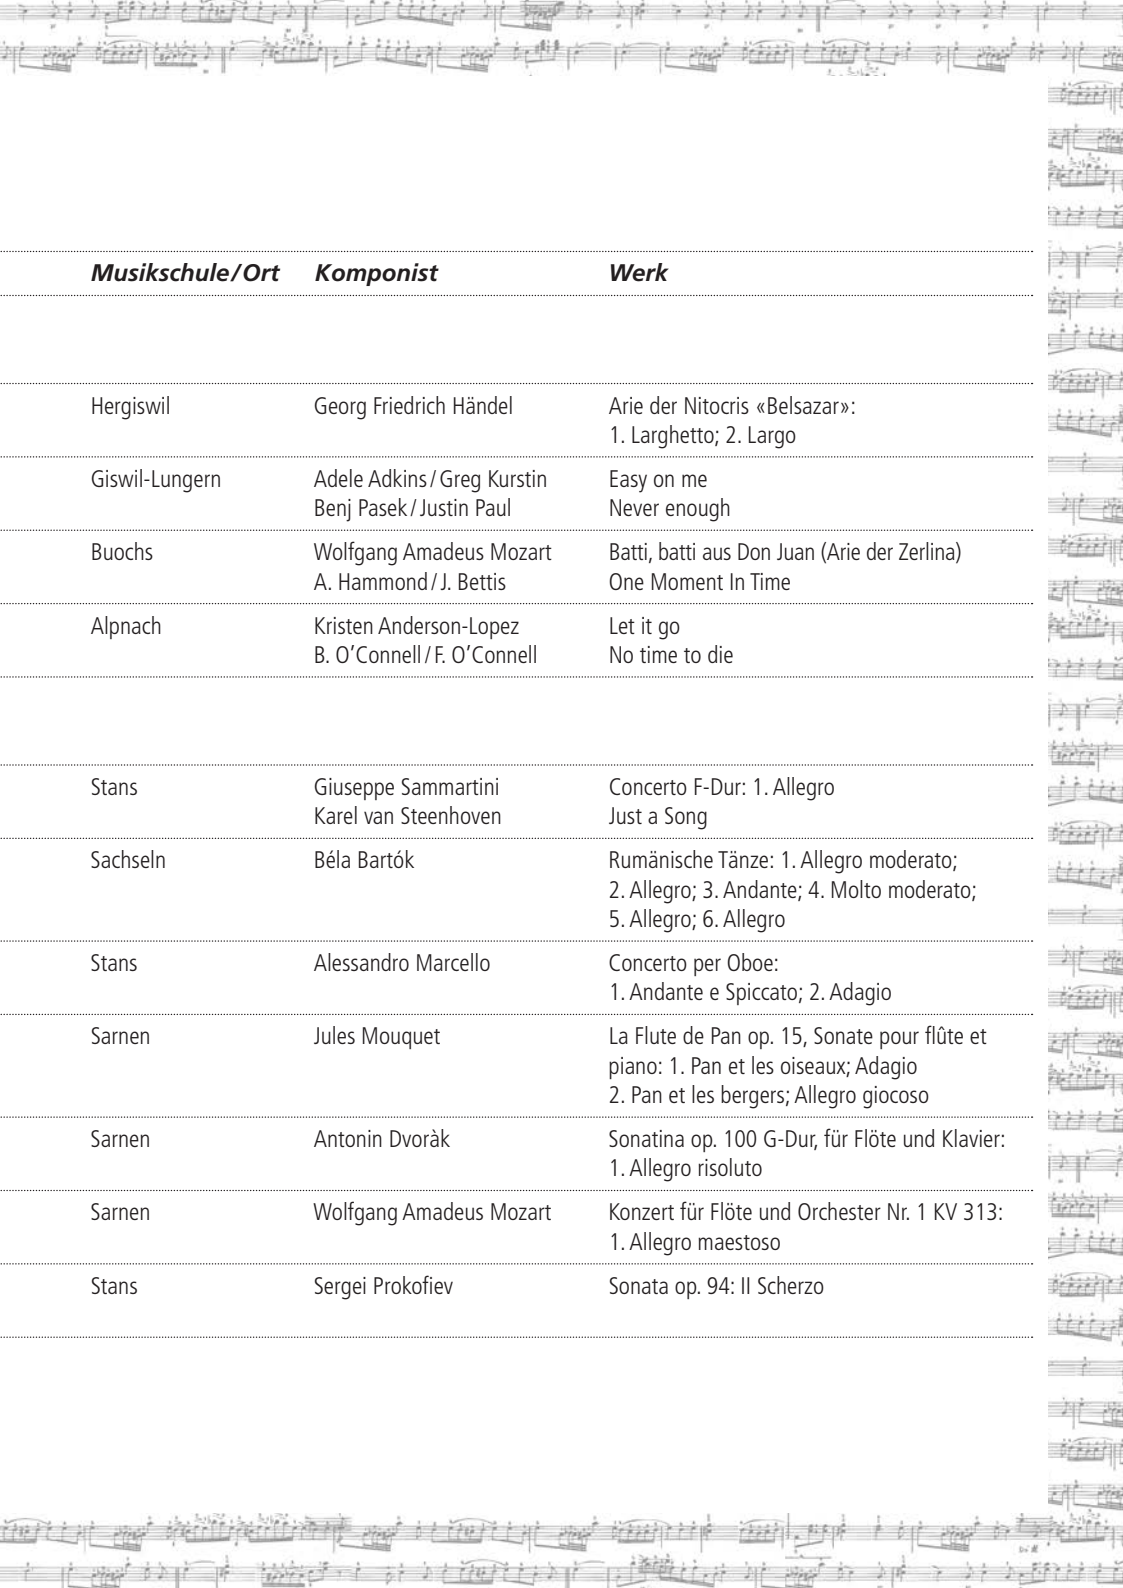 Musikschule/Ort Komponist Werk
Hergiswil Georg Friedrich Händel Arie der Nitocris «Belsazar»:
1. Larghetto; 2. Largo
Giswil-Lungern Adele Adkins/Greg Kurstin Easy on me
Benj Pasek/Justin Paul Never enough
Buochs Wolfgang Amadeus Mozart Batti, batti aus Don Juan (Arie der Zerlina)
A. Hammond/J. Bettis One Moment In Time
Alpnach Kristen Anderson-Lopez Let it go
B. O’Connell/F. O’Connell No time to die
Stans Giuseppe Sammartini Concerto F-Dur: 1. Allegro
Karel van Steenhoven Just a Song
Sachseln Béla Bartók Rumänische Tänze: 1. Allegro moderato;
2. Allegro; 3. Andante; 4. Molto moderato;
5. Allegro; 6. Allegro
Stans Alessandro Marcello Concerto per Oboe:
1. Andante e Spiccato; 2. Adagio
Sarnen Jules Mouquet La Flute de Pan op. 15, Sonate pour flûte et
piano: 1. Pan et les oiseaux; Adagio
2. Pan et les bergers; Allegro giocoso
Sarnen Antonin Dvoràk Sonatina op. 100 G-Dur, für Flöte und Klavier:
1. Allegro risoluto
Sarnen Wolfgang Amadeus Mozart Konzert für Flöte und Orchester Nr. 1 KV 313:
1. Allegro maestoso
Stans Sergei Prokofiev Sonata op. 94: II Scherzo